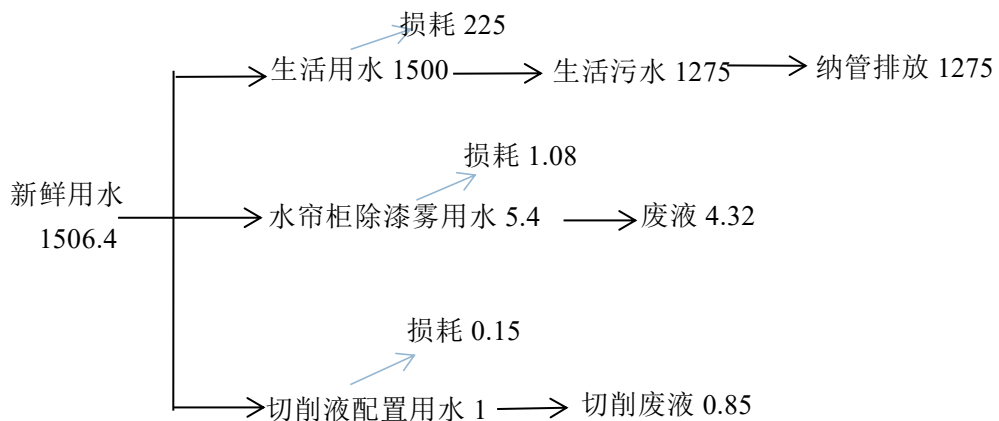 损耗 225
生活用水 1500
生活污水 1275
纳管排放 1275
损耗 1.08
新鲜用水
1506.4
水帘柜除漆雾用水 5.4
废液 4.32
损耗 0.15
切削液配置用水 1
切削废液 0.85